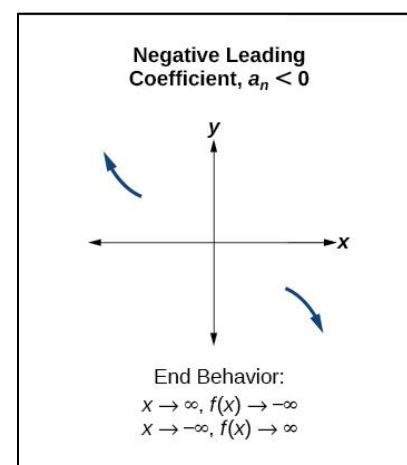 Negative Leading
Coefficient, aₙ < 0
y
x
End Behavior:
x → ∞, f(x) → −∞
x → −∞, f(x) → ∞